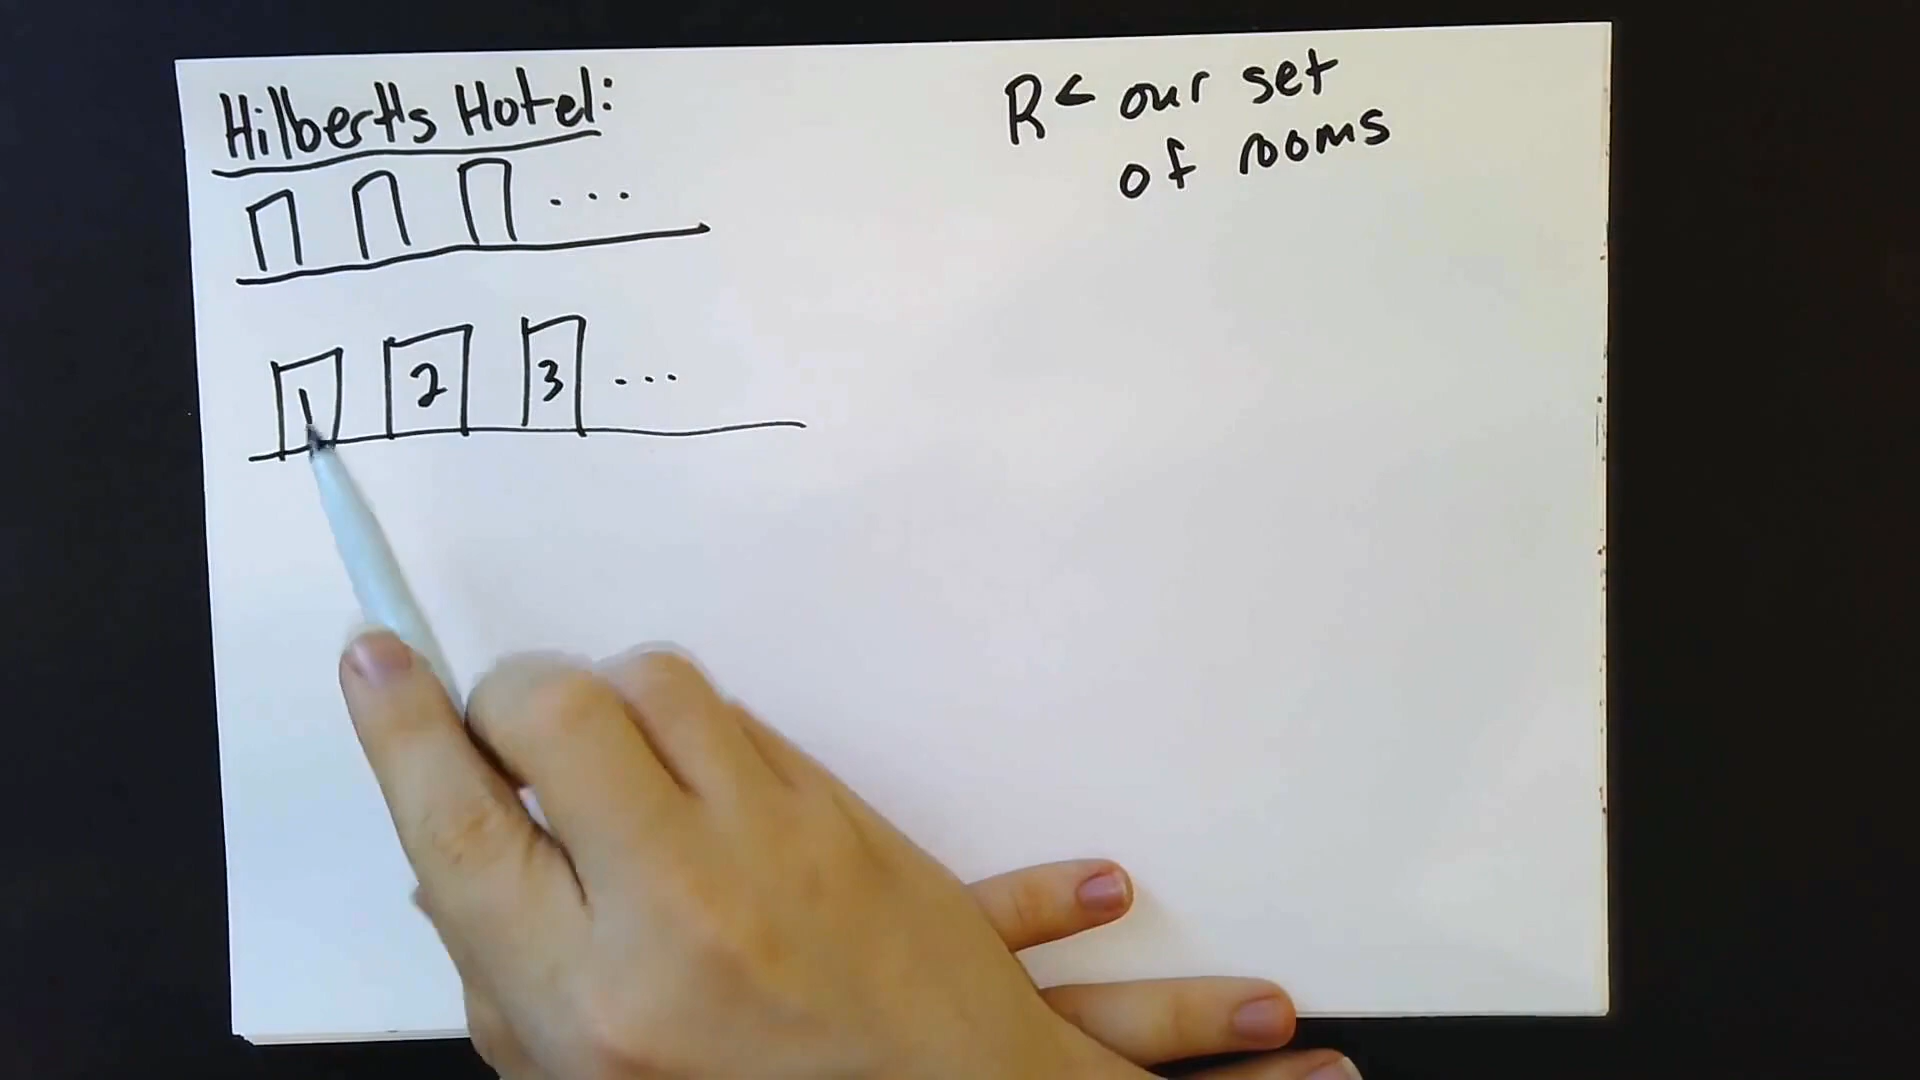 Hilbert's Hotel:
R < our set
of rooms
...
1 2 3 ...